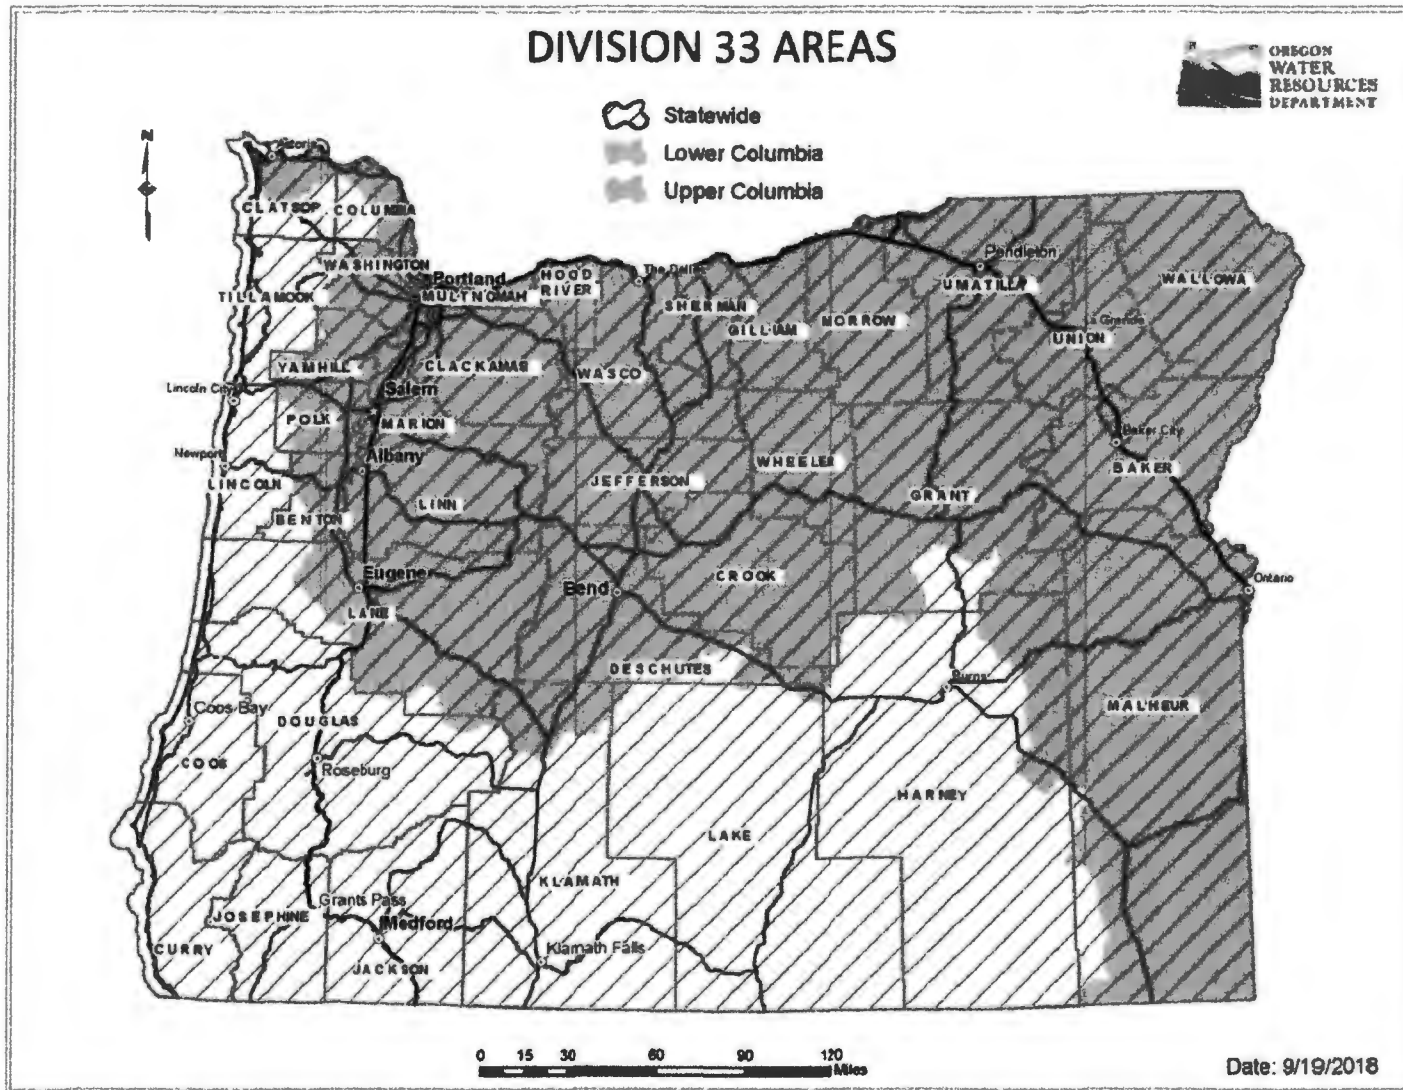 DIVISION 33 AREAS
OREGON
WATER
RESOURCES
DEPARTMENT
Statewide
Lower Columbia
Upper Columbia
N
Astoria
CLATSOP
COLUMBIA
WASHINGTON
Portland
MULTNOMAH
HOOD
RIVER
The Dalles
Pendleton
UMATILLA
WALLOWA
TILLAMOOK
SHERMAN
GILLIAM
MORROW
La Grande
UNION
YAMHILL
CLACKAMAS
WASCO
Lincoln City
Salem
POLK
MARION
Baker City
Newport
Albany
WHEELER
BAKER
LINCOLN
JEFFERSON
GRANT
LINN
BENTON
Eugene
CROOK
Bend
Ontario
LANE
DESCHUTES
Burns
MALHEUR
Coos Bay
DOUGLAS
COOS
Roseburg
HARNEY
LAKE
KLAMATH
Grants Pass
JOSEPHINE
Medford
CURRY
Klamath Falls
JACKSON
0 15 30 60 90 120
Miles
Date: 9/19/2018